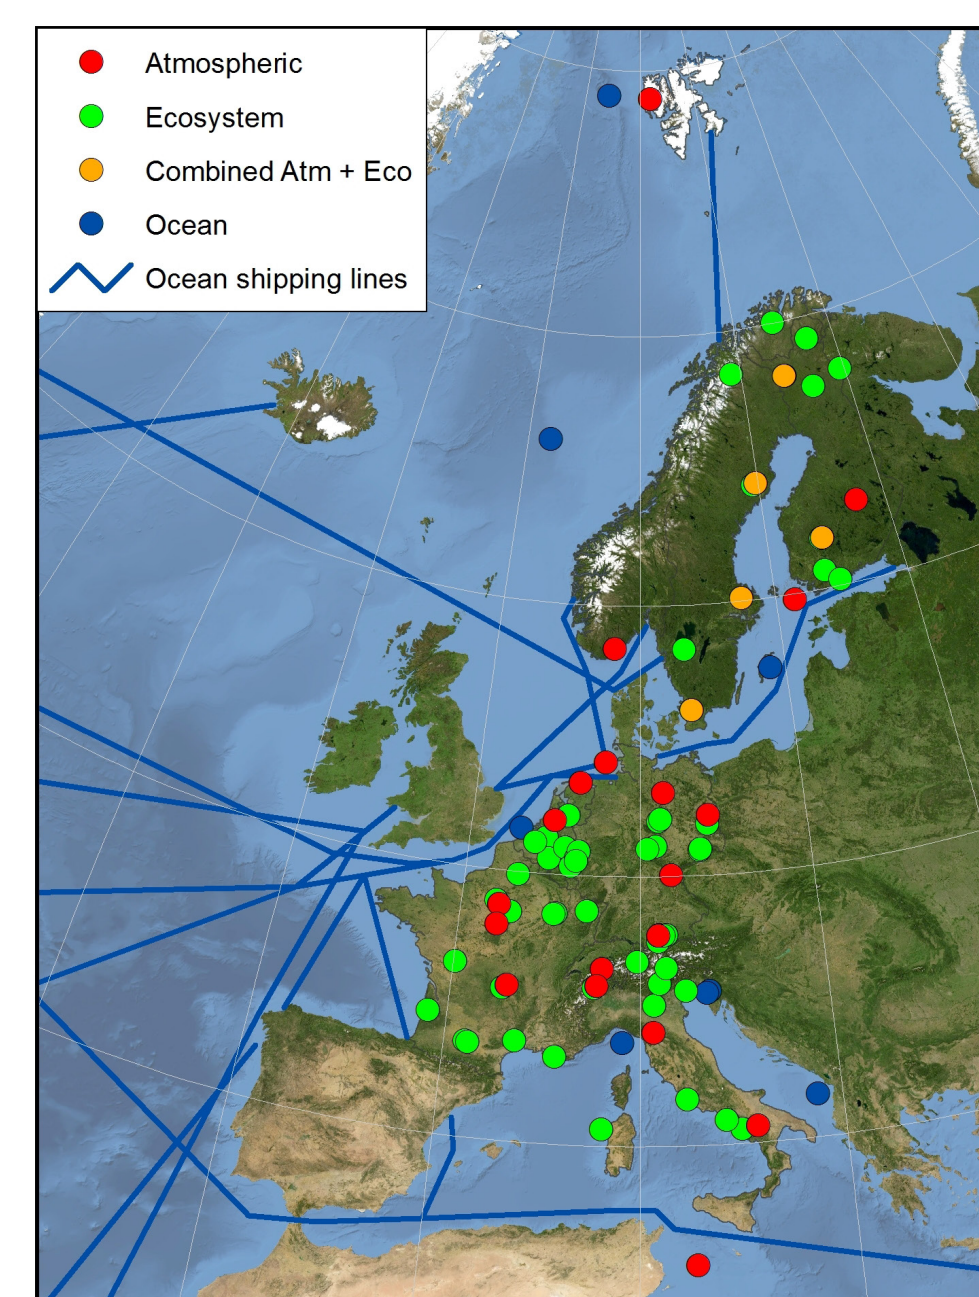 Atmospheric
Ecosystem
Combined Atm + Eco
Ocean
Ocean shipping lines